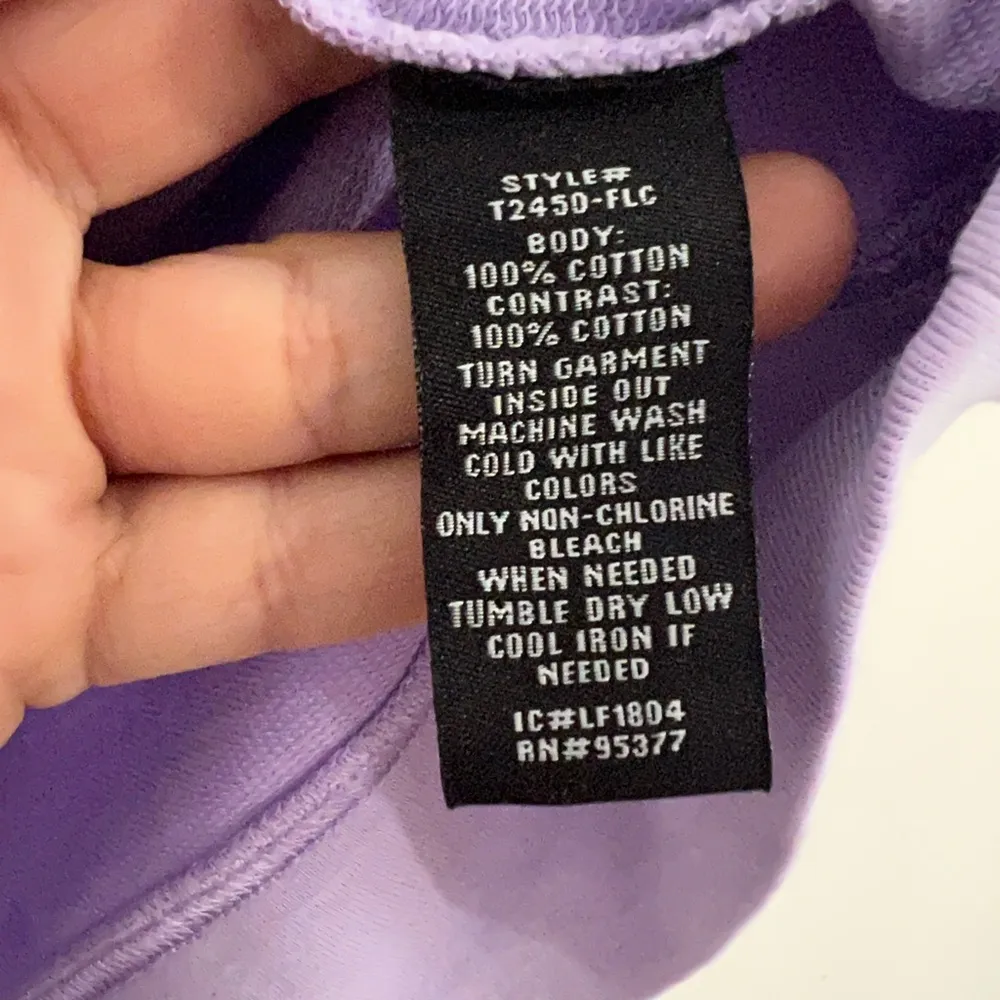 STYLE#
T2450-FLC
BODY:
100% COTTON
CONTRAST:
100% COTTON
TURN GARMENT
INSIDE OUT
MACHINE WASH
COLD WITH LIKE
COLORS
ONLY NON-CHLORINE
BLEACH
WHEN NEEDED
TUMBLE DRY LOW
COOL IRON IF
NEEDED
IC#LF1804
RN#95377